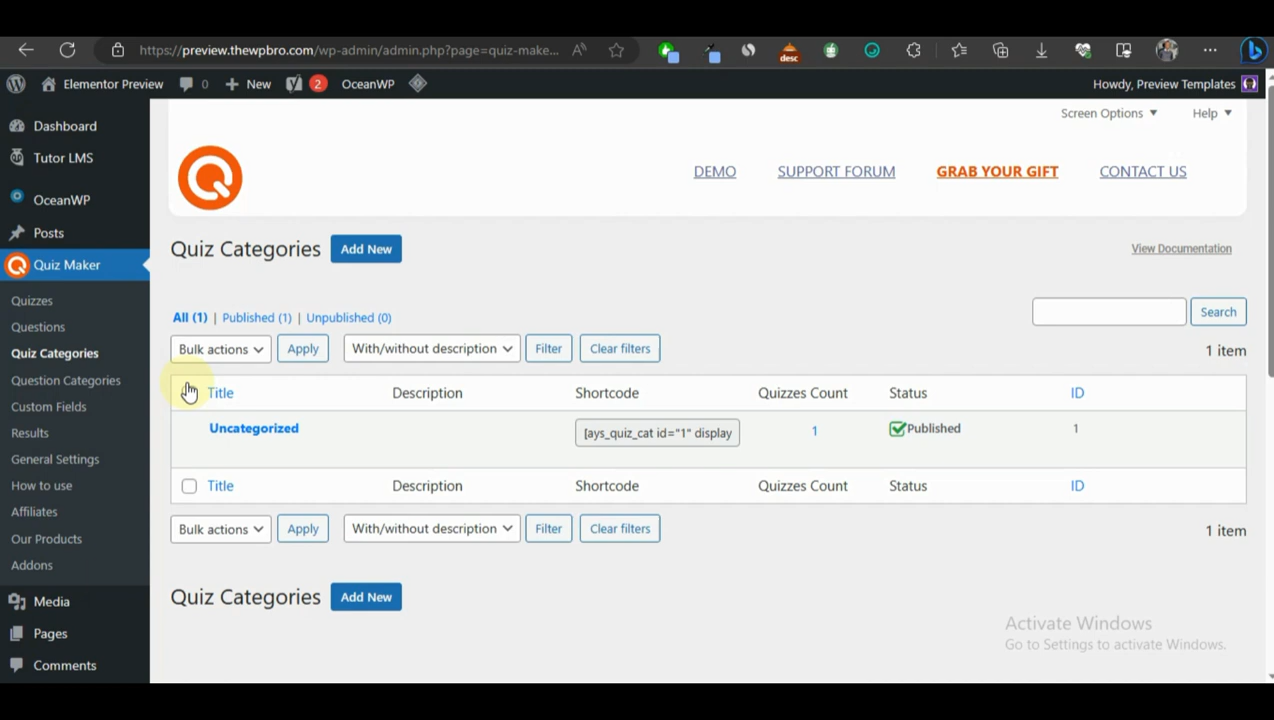 https://preview.thewpbro.com/wp-admin/admin.php?page=quiz-make...
desc
Elementor Preview 0 New 2 OceanWP Howdy, Preview Templates
Screen Options Help
Dashboard
Tutor LMS
OceanWP
Posts
Quiz Maker
Quizzes
Questions
Quiz Categories
Question Categories
Custom Fields
Results
General Settings
How to use
Affiliates
Our Products
Addons
Media
Pages
Comments
DEMO SUPPORT FORUM GRAB YOUR GIFT CONTACT US
Quiz Categories Add New
View Documentation
All (1) | Published (1) | Unpublished (0)
Search
Bulk actions Apply With/without description Filter Clear filters
1 item
Title Description Shortcode Quizzes Count Status ID
Uncategorized [ays_quiz_cat id="1" display 1 Published 1
Title Description Shortcode Quizzes Count Status ID
Bulk actions Apply With/without description Filter Clear filters
1 item
Quiz Categories Add New
Activate Windows
Go to Settings to activate Windows.